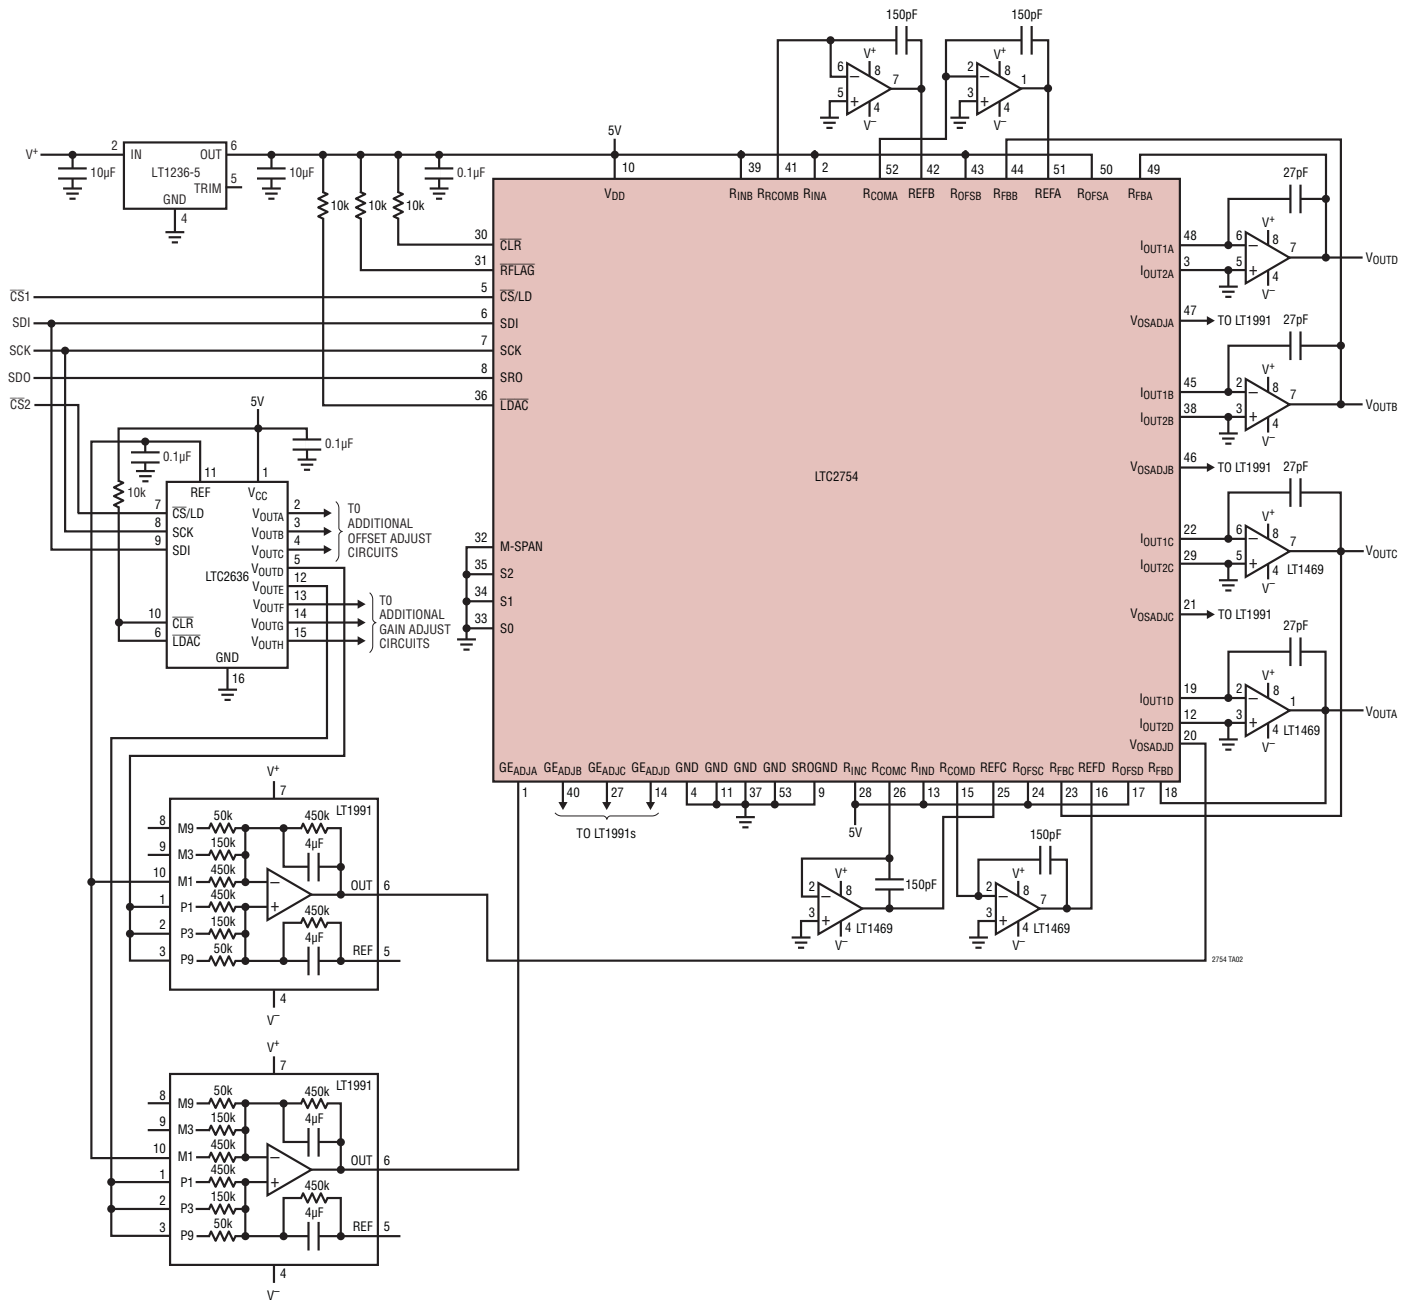 150pF
150pF
V+
6
8
7
5
4
V−
V+
2
8
1
3
4
V−
5V
V+
2
IN
OUT
6
LT1236-5
TRIM
5
GND
4
10µF
10µF
0.1µF
10k
10k
10k
10
39
41
2
52
42
43
44
51
50
49
VDD
RINB
RRCOMB
RINA
RCOMA
REFB
ROFSB
RFBB
REFA
ROFSA
RFBA
30
CLR
31
RFLAG
CS1
5
CS/LD
SDI
6
SDI
SCK
7
SCK
SDO
8
SRO
CS2
36
LDAC
LTC2754
27pF
IOUT1A
48
6
V+
8
7
VOUTD
IOUT2A
3
5
4
V−
VOSADJA
47
TO LT1991
27pF
IOUT1B
45
2
V+
8
7
VOUTB
IOUT2B
38
3
4
V−
VOSADJB
46
TO LT1991
27pF
IOUT1C
22
6
V+
8
7
VOUTC
IOUT2C
29
5
4
LT1469
V−
VOSADJC
21
TO LT1991
27pF
IOUT1D
19
2
V+
8
1
VOUTA
IOUT2D
12
3
4
LT1469
V−
VOSADJD
20
5V
0.1µF
0.1µF
11
1
REF
VCC
10k
7
CS/LD
8
SCK
9
SDI
LTC2636
10
CLR
6
LDAC
GND
16
VOUTA
2
VOUTB
3
VOUTC
4
VOUTD
5
VOUTE
12
VOUTF
13
VOUTG
14
VOUTH
15
TO
ADDITIONAL
OFFSET ADJUST
CIRCUITS
TO
ADDITIONAL
GAIN ADJUST
CIRCUITS
32
M-SPAN
35
S2
34
S1
33
S0
GEADJA
GEADJB
GEADJC
GEADJD
GND
GND
GND
GND
SROGND
RINC
RCOMC
RIND
RCOMD
REFC
ROFSC
RFBC
REFD
ROFSD
RFBD
1
40
27
14
4
11
37
53
9
28
26
13
15
25
24
23
16
17
18
TO LT1991s
5V
V+
2
8
150pF
3
4
LT1469
V−
150pF
V+
2
8
7
3
4
LT1469
V−
2754 TA02
V+
7
LT1991
8
M9
50k
450k
9
M3
150k
4µF
10
M1
450k
OUT
6
1
P1
450k
2
P3
150k
450k
4µF
3
P9
50k
REF
5
4
V−
V+
7
LT1991
8
M9
50k
450k
9
M3
150k
4µF
10
M1
450k
OUT
6
1
P1
450k
2
P3
150k
450k
4µF
3
P9
50k
REF
5
4
V−